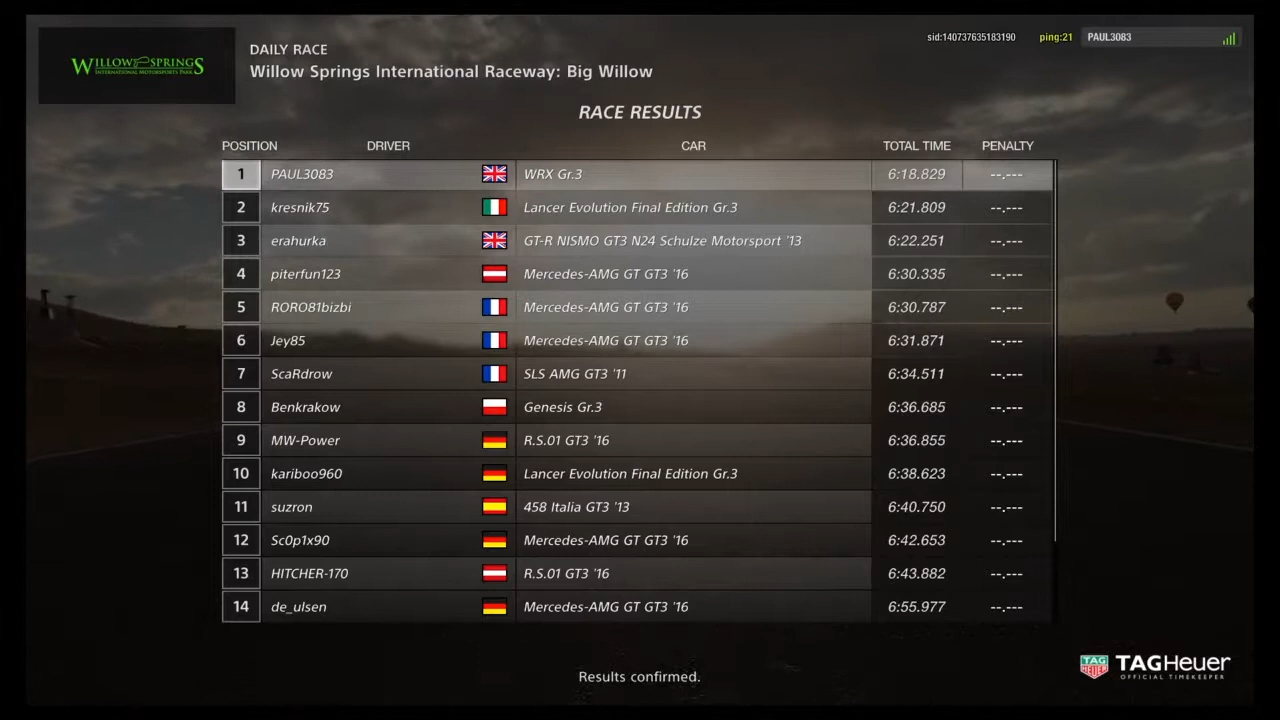 WILLOW SPRINGS
INTERNATIONAL MOTORSPORTS PARK
DAILY RACE
Willow Springs International Raceway: Big Willow
sid:140737635183190 ping:21 PAUL3083
RACE RESULTS
POSITION DRIVER CAR TOTAL TIME PENALTY
1 PAUL3083 WRX Gr.3 6:18.829 --.---
2 kresnik75 Lancer Evolution Final Edition Gr.3 6:21.809 --.---
3 erahurka GT-R NISMO GT3 N24 Schulze Motorsport '13 6:22.251 --.---
4 piterfun123 Mercedes-AMG GT GT3 '16 6:30.335 --.---
5 RORO81bizbi Mercedes-AMG GT GT3 '16 6:30.787 --.---
6 Jey85 Mercedes-AMG GT GT3 '16 6:31.871 --.---
7 ScaRdrow SLS AMG GT3 '11 6:34.511 --.---
8 Benkrakow Genesis Gr.3 6:36.685 --.---
9 MW-Power R.S.01 GT3 '16 6:36.855 --.---
10 kariboo960 Lancer Evolution Final Edition Gr.3 6:38.623 --.---
11 suzron 458 Italia GT3 '13 6:40.750 --.---
12 Sc0p1x90 Mercedes-AMG GT GT3 '16 6:42.653 --.---
13 HITCHER-170 R.S.01 GT3 '16 6:43.882 --.---
14 de_ulsen Mercedes-AMG GT GT3 '16 6:55.977 --.---
Results confirmed.
TAG HEUER TAGHeuer
OFFICIAL TIMEKEEPER